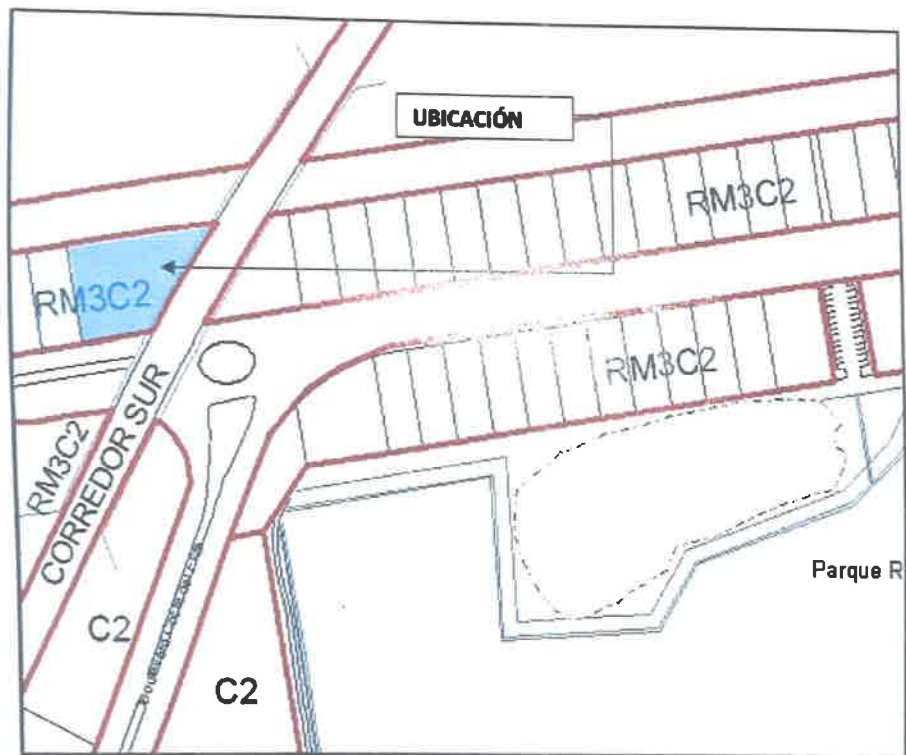 UBICACIÓN
RM3C2
RM3C2
RM3C2
RM3C2
CORREDOR SUR
Parque R
C2
C2